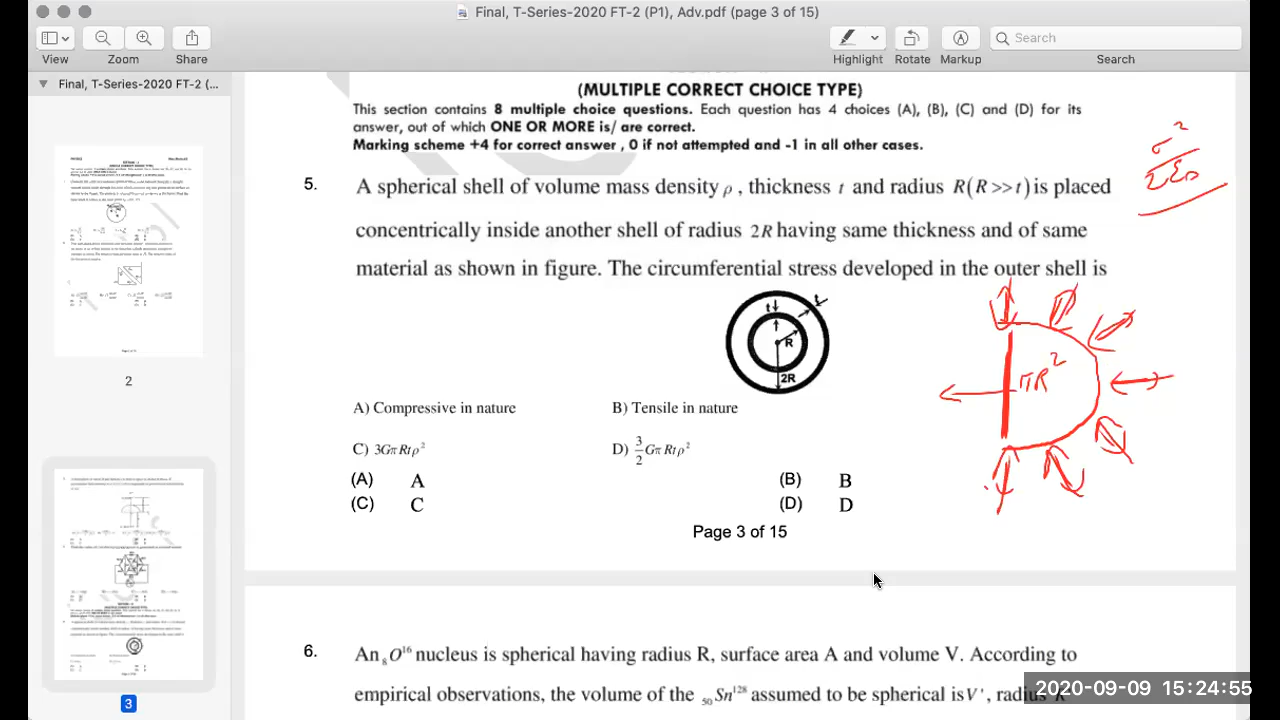 Final, T-Series-2020 FT-2 (P1), Adv.pdf (page 3 of 15)
View
Zoom
Share
Highlight
Rotate
Markup
Search
Search
Final, T-Series-2020 FT-2 (...
2
3
(MULTIPLE CORRECT CHOICE TYPE)
This section contains 8 multiple choice questions. Each question has 4 choices (A), (B), (C) and (D) for its
answer, out of which ONE OR MORE is/ are correct.
Marking scheme +4 for correct answer , 0 if not attempted and -1 in all other cases.
5. A spherical shell of volume mass density ρ , thickness t and radius R(R >> t) is placed
concentrically inside another shell of radius 2R having same thickness and of same
material as shown in figure. The circumferential stress developed in the outer shell is
t
t
R
2R
A) Compressive in nature B) Tensile in nature
C) 3GπRtρ² D) 3/2 GπRtρ²
(A) A (B) B
(C) C (D) D
Page 3 of 15
σ²
2ε₀
πR²
6. An ₈O¹⁶ nucleus is spherical having radius R, surface area A and volume V. According to
empirical observations, the volume of the ₅₀Sn¹²⁸ assumed to be spherical is V', radius R'
2020-09-09 15:24:55